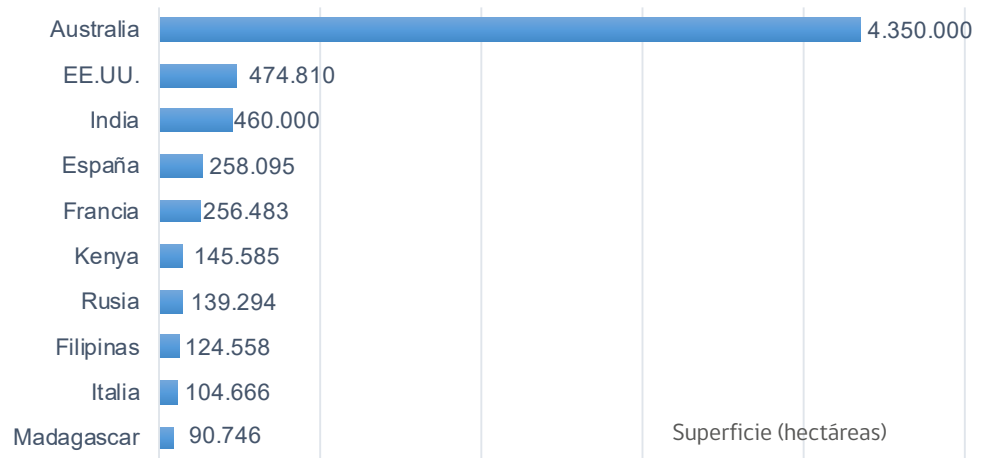 Australia 4.350.000
EE.UU. 474.810
India 460.000
España 258.095
Francia 256.483
Kenya 145.585
Rusia 139.294
Filipinas 124.558
Italia 104.666
Madagascar 90.746
Superficie (hectáreas)